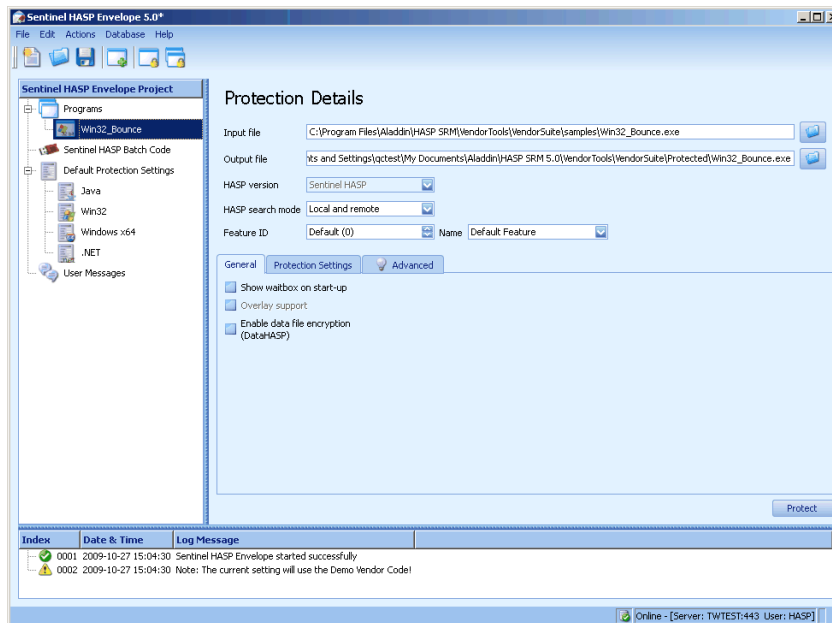 Sentinel HASP Envelope 5.0*
File Edit Actions Database Help
Sentinel HASP Envelope Project
Programs
Win32_Bounce
Sentinel HASP Batch Code
Default Protection Settings
Java
Win32
Windows x64
.NET
User Messages
Protection Details
Input file C:\Program Files\Aladdin\HASP SRM\VendorTools\VendorSuite\samples\Win32_Bounce.exe
Output file nts and Settings\qctest\My Documents\Aladdin\HASP SRM 5.0\VendorTools\VendorSuite\Protected\Win32_Bounce.exe
HASP version Sentinel HASP
HASP search mode Local and remote
Feature ID Default (0) Name Default Feature
General Protection Settings Advanced
Show waitbox on start-up
Overlay support
Enable data file encryption
(DataHASP)
Protect
Index Date & Time Log Message
0001 2009-10-27 15:04:30 Sentinel HASP Envelope started successfully
0002 2009-10-27 15:04:30 Note: The current setting will use the Demo Vendor Code!
Online - [Server: TWTEST:443 User: HASP]